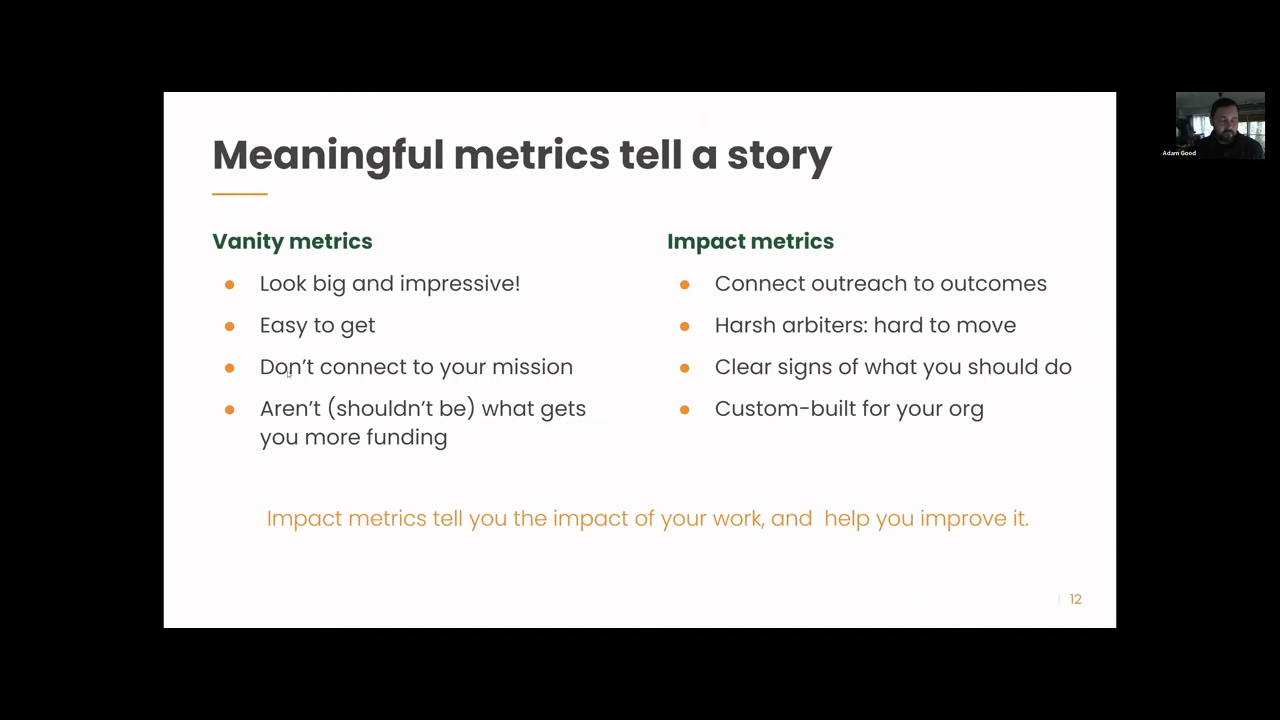 Meaningful metrics tell a story
Vanity metrics
Look big and impressive!
Easy to get
Don't connect to your mission
Aren't (shouldn't be) what gets
you more funding
Impact metrics
Connect outreach to outcomes
Harsh arbiters: hard to move
Clear signs of what you should do
Custom-built for your org
Impact metrics tell you the impact of your work, and  help you improve it.
| 12
Adam Good